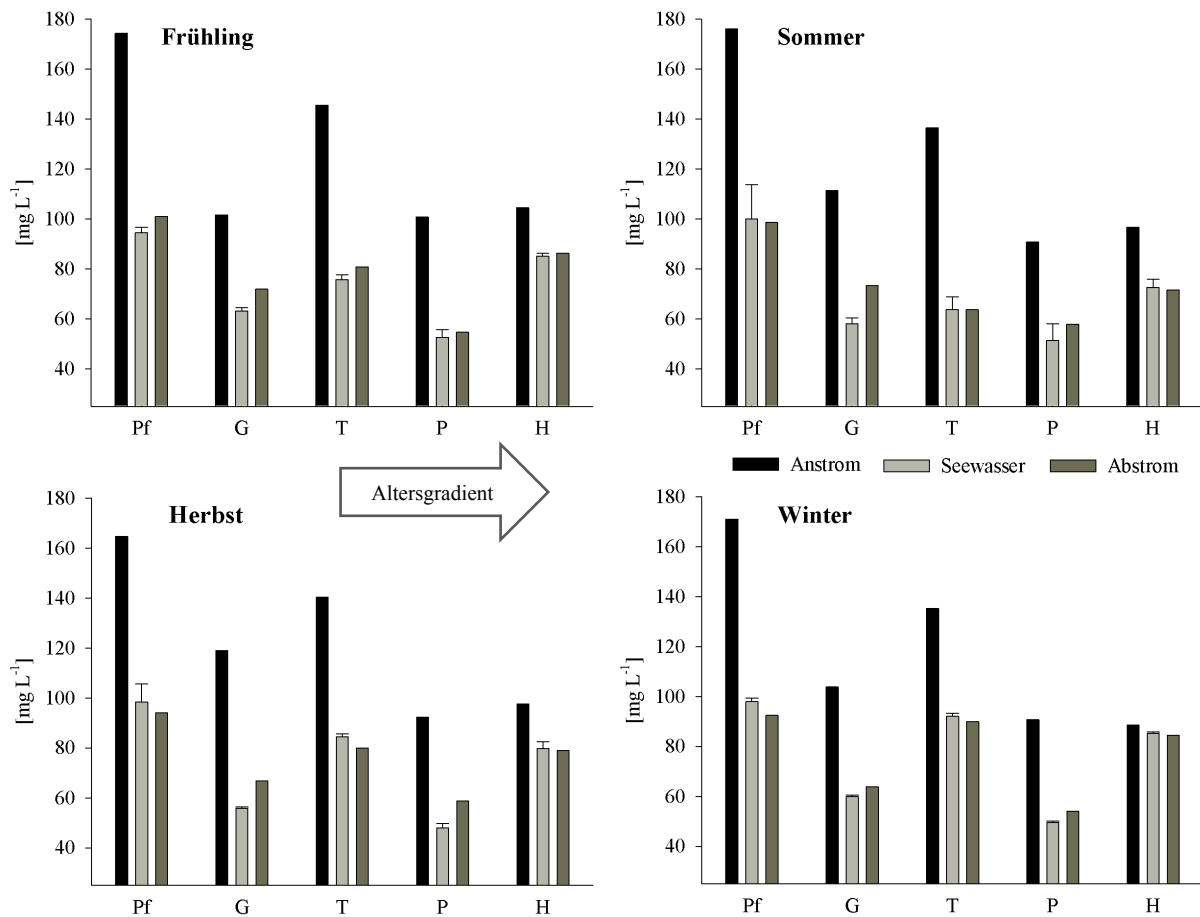 Frühling
[mg L-1]
180
160
140
120
100
80
60
40
Pf G T P H
Sommer
[mg L-1]
180
160
140
120
100
80
60
40
Pf G T P H
Anstrom Seewasser Abstrom
Altersgradient
Herbst
[mg L-1]
180
160
140
120
100
80
60
40
Pf G T P H
Winter
[mg L-1]
180
160
140
120
100
80
60
40
Pf G T P H